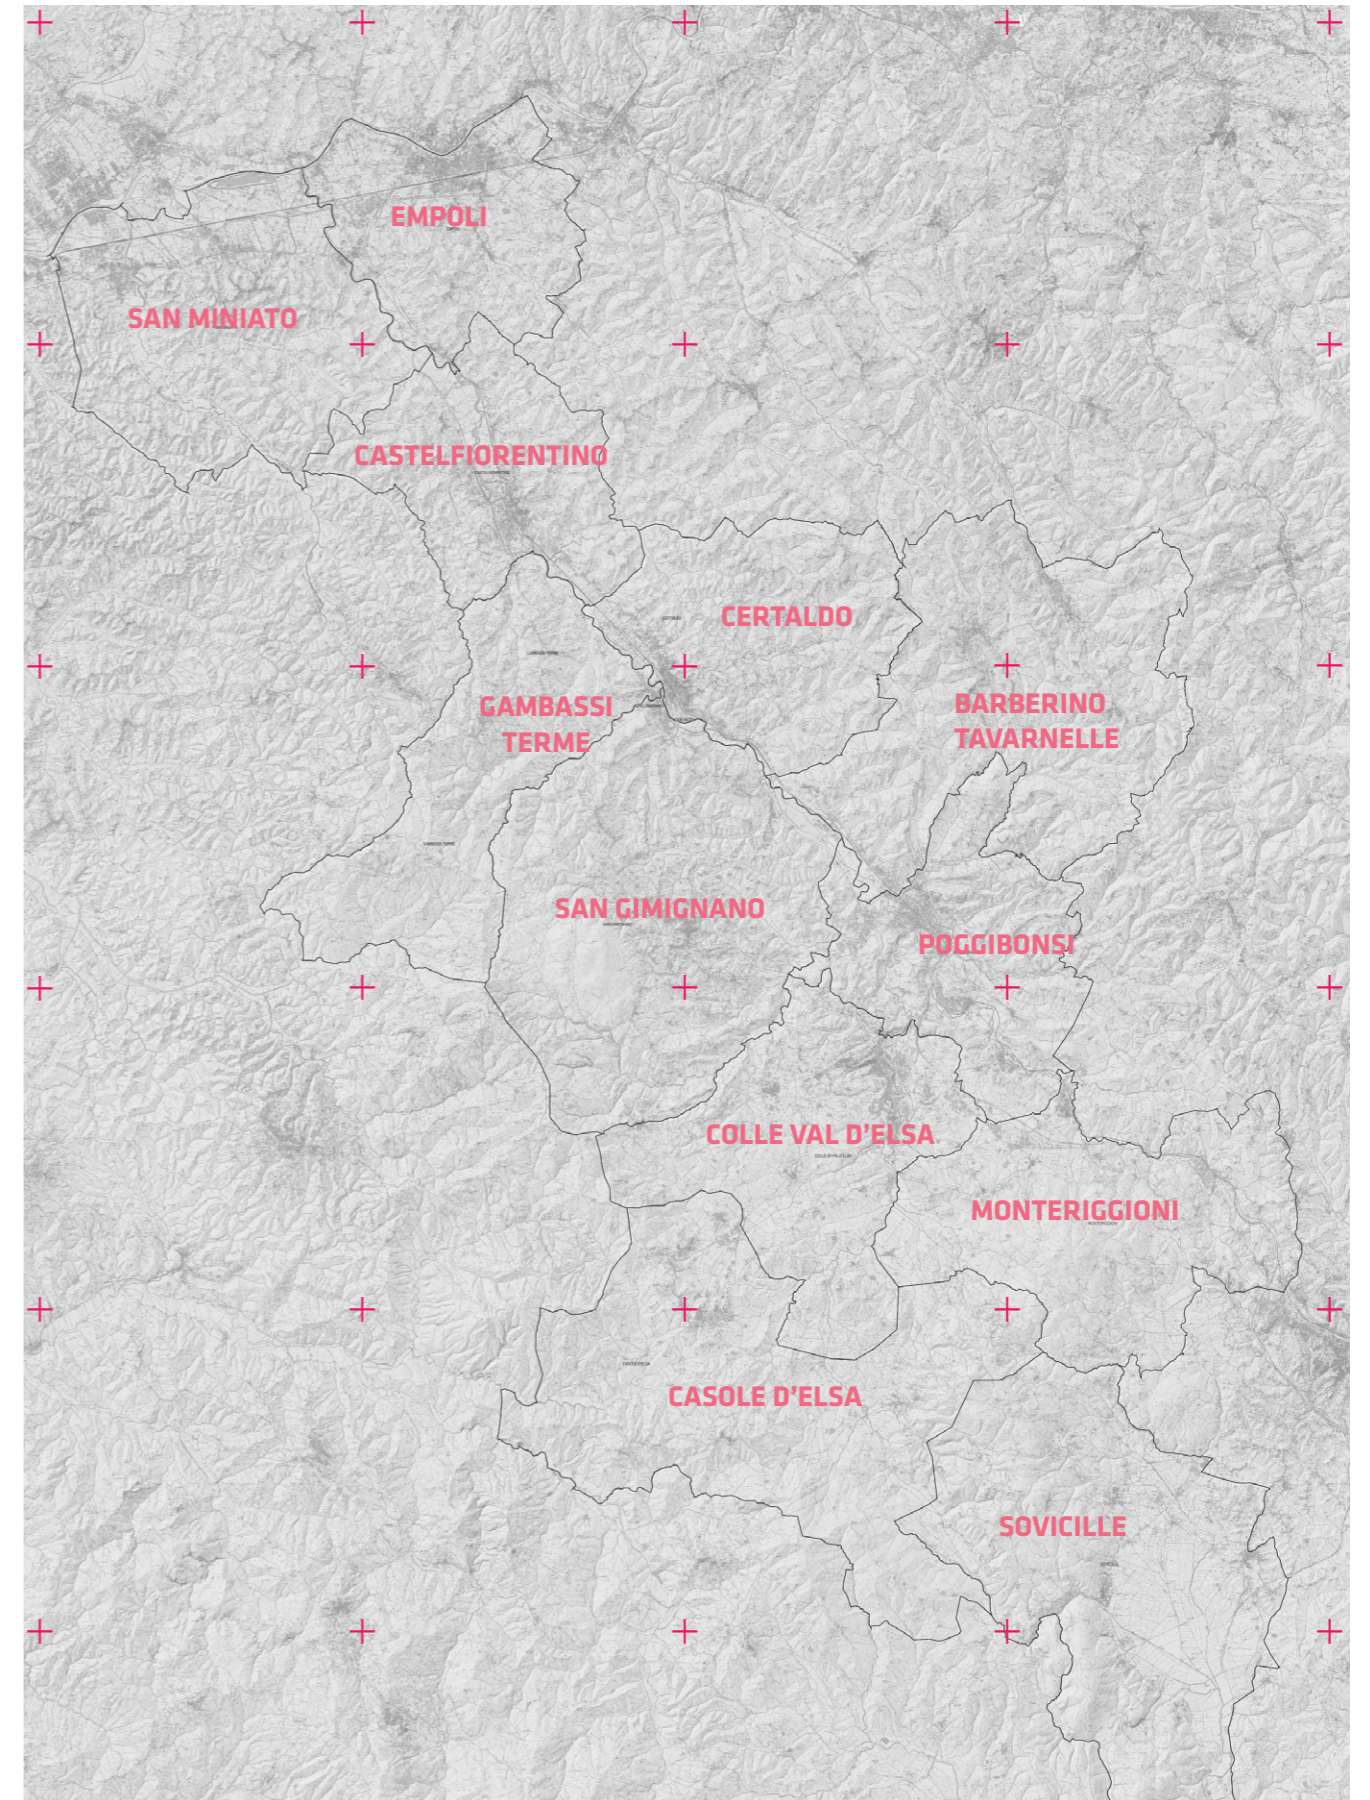 EMPOLI
SAN MINIATO
CASTELFIORENTINO
CERTALDO
GAMBASSI
TERME
BARBERINO
TAVARNELLE
SAN GIMIGNANO
POGGIBONSI
COLLE VAL D'ELSA
MONTERIGGIONI
CASOLE D'ELSA
SOVICILLE